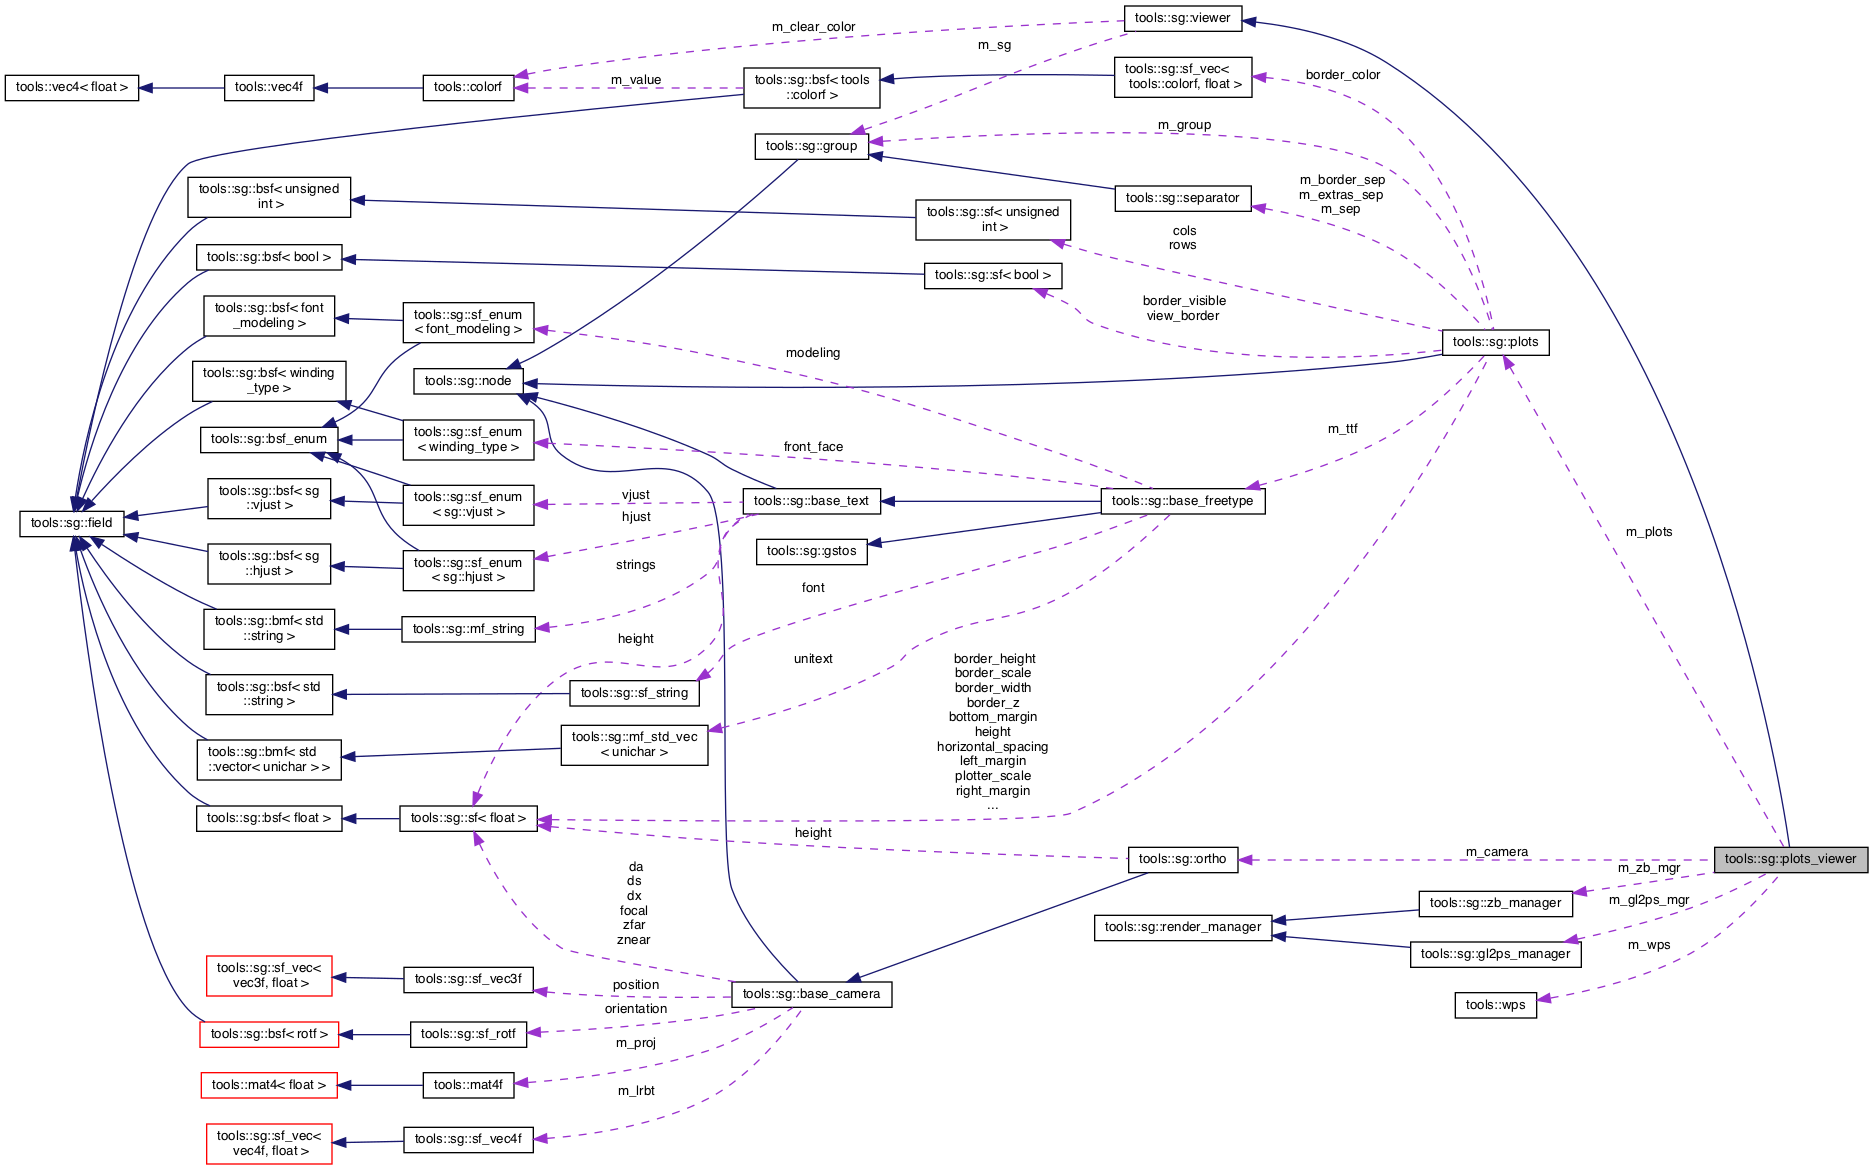 tools::sg::viewer
m_clear_color
m_sg
tools::vec4< float >
tools::vec4f
tools::colorf
m_value
tools::sg::bsf< tools
::colorf >
tools::sg::sf_vec<
tools::colorf, float >
border_color
m_group
tools::sg::group
tools::sg::bsf< unsigned
int >
tools::sg::separator
m_border_sep
m_extras_sep
m_sep
tools::sg::sf< unsigned
int >
cols
rows
tools::sg::bsf< bool >
tools::sg::sf< bool >
border_visible
view_border
tools::sg::bsf< font
_modeling >
tools::sg::sf_enum
< font_modeling >
modeling
tools::sg::plots
tools::sg::bsf< winding
_type >
tools::sg::node
tools::sg::bsf_enum
tools::sg::sf_enum
< winding_type >
front_face
m_ttf
tools::sg::bsf< sg
::vjust >
tools::sg::sf_enum
< sg::vjust >
vjust
hjust
tools::sg::base_text
tools::sg::base_freetype
tools::sg::field
m_plots
tools::sg::gstos
tools::sg::bsf< sg
::hjust >
tools::sg::sf_enum
< sg::hjust >
strings
font
tools::sg::bmf< std
::string >
tools::sg::mf_string
height
unitext
tools::sg::bsf< std
::string >
tools::sg::sf_string
border_height
border_scale
border_width
border_z
bottom_margin
height
horizontal_spacing
left_margin
plotter_scale
right_margin
...
tools::sg::bmf< std
::vector< unichar >>
tools::sg::mf_std_vec
< unichar >
tools::sg::bsf< float >
tools::sg::sf< float >
height
tools::sg::ortho
m_camera
tools::sg::plots_viewer
m_zb_mgr
tools::sg::zb_manager
m_gl2ps_mgr
tools::sg::render_manager
tools::sg::gl2ps_manager
m_wps
tools::wps
da
ds
dx
focal
zfar
znear
tools::sg::sf_vec<
vec3f, float >
tools::sg::sf_vec3f
position
tools::sg::base_camera
orientation
tools::sg::bsf< rotf >
tools::sg::sf_rotf
m_proj
tools::mat4< float >
tools::mat4f
m_lrbt
tools::sg::sf_vec<
vec4f, float >
tools::sg::sf_vec4f